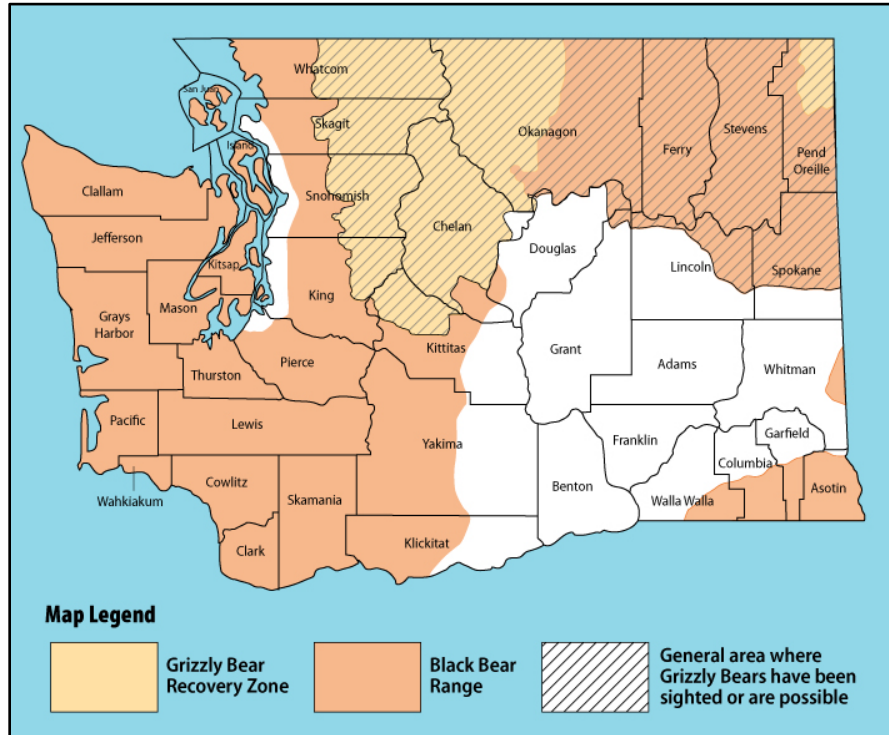 Whatcom
San Juan
Skagit
Okanagon
Ferry
Stevens
Pend
Oreille
Island
Snohomish
Clallam
Chelan
Jefferson
Douglas
Lincoln
Spokane
Kitsap
King
Mason
Grays
Harbor
Kittitas
Grant
Adams
Whitman
Pierce
Thurston
Pacific
Lewis
Yakima
Franklin
Garfield
Columbia
Benton
Walla Walla
Asotin
Wahkiakum
Cowlitz
Skamania
Clark
Klickitat
Map Legend
Grizzly Bear
Recovery Zone
Black Bear
Range
General area where
Grizzly Bears have been
sighted or are possible